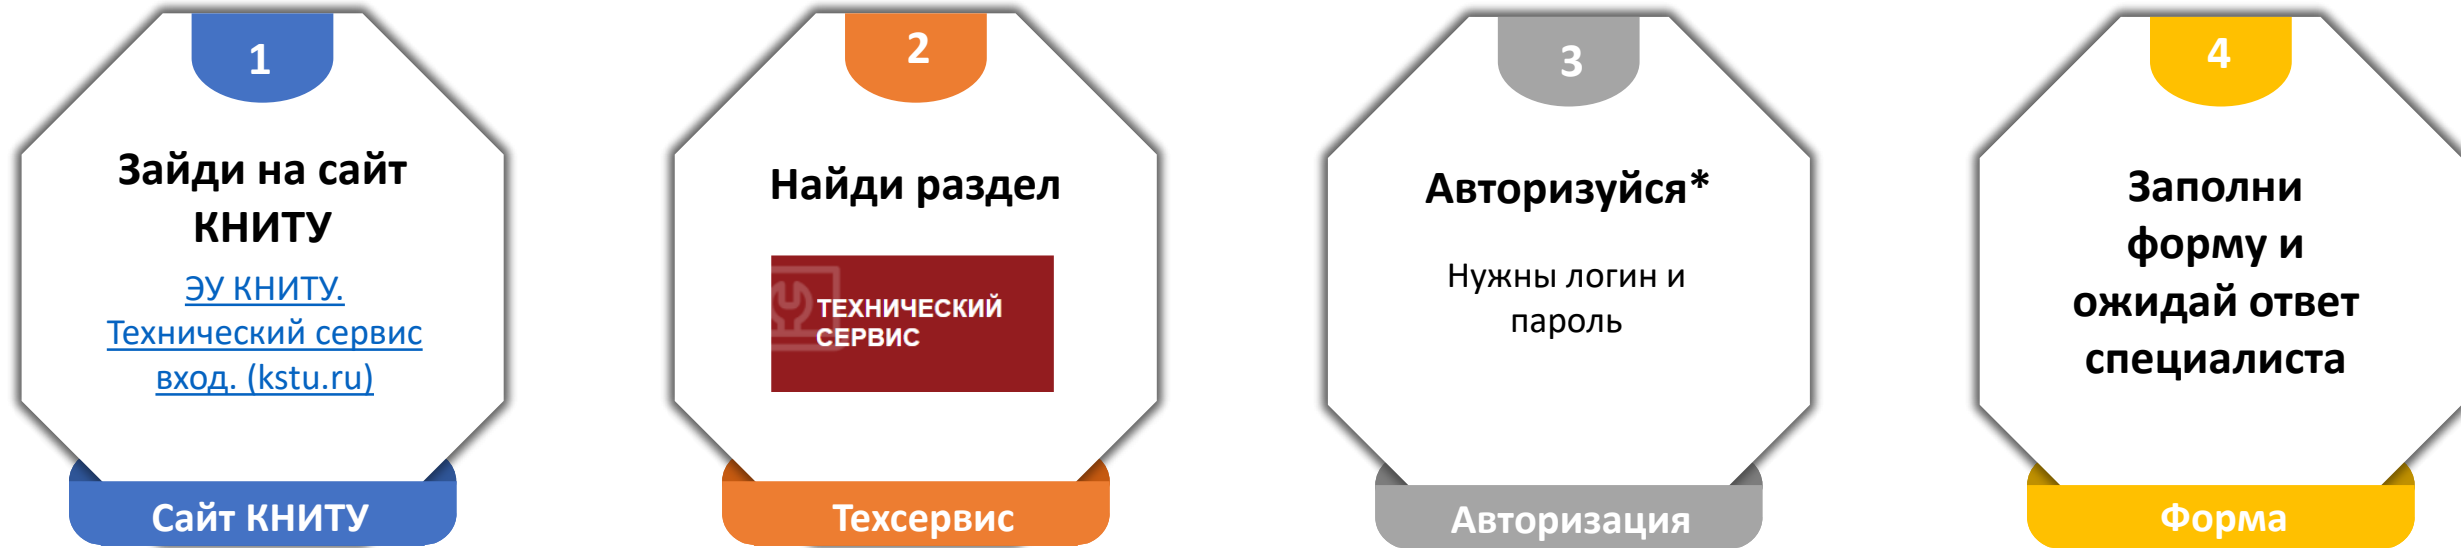 1
Зайди на сайт
КНИТУ
ЭУ КНИТУ.
Технический сервис
вход. (kstu.ru)
Сайт КНИТУ
2
Найди раздел
ТЕХНИЧЕСКИЙ
СЕРВИС
Техсервис
3
Авторизуйся*
Нужны логин и
пароль
Авторизация
4
Заполни
форму и
ожидай ответ
специалиста
Форма